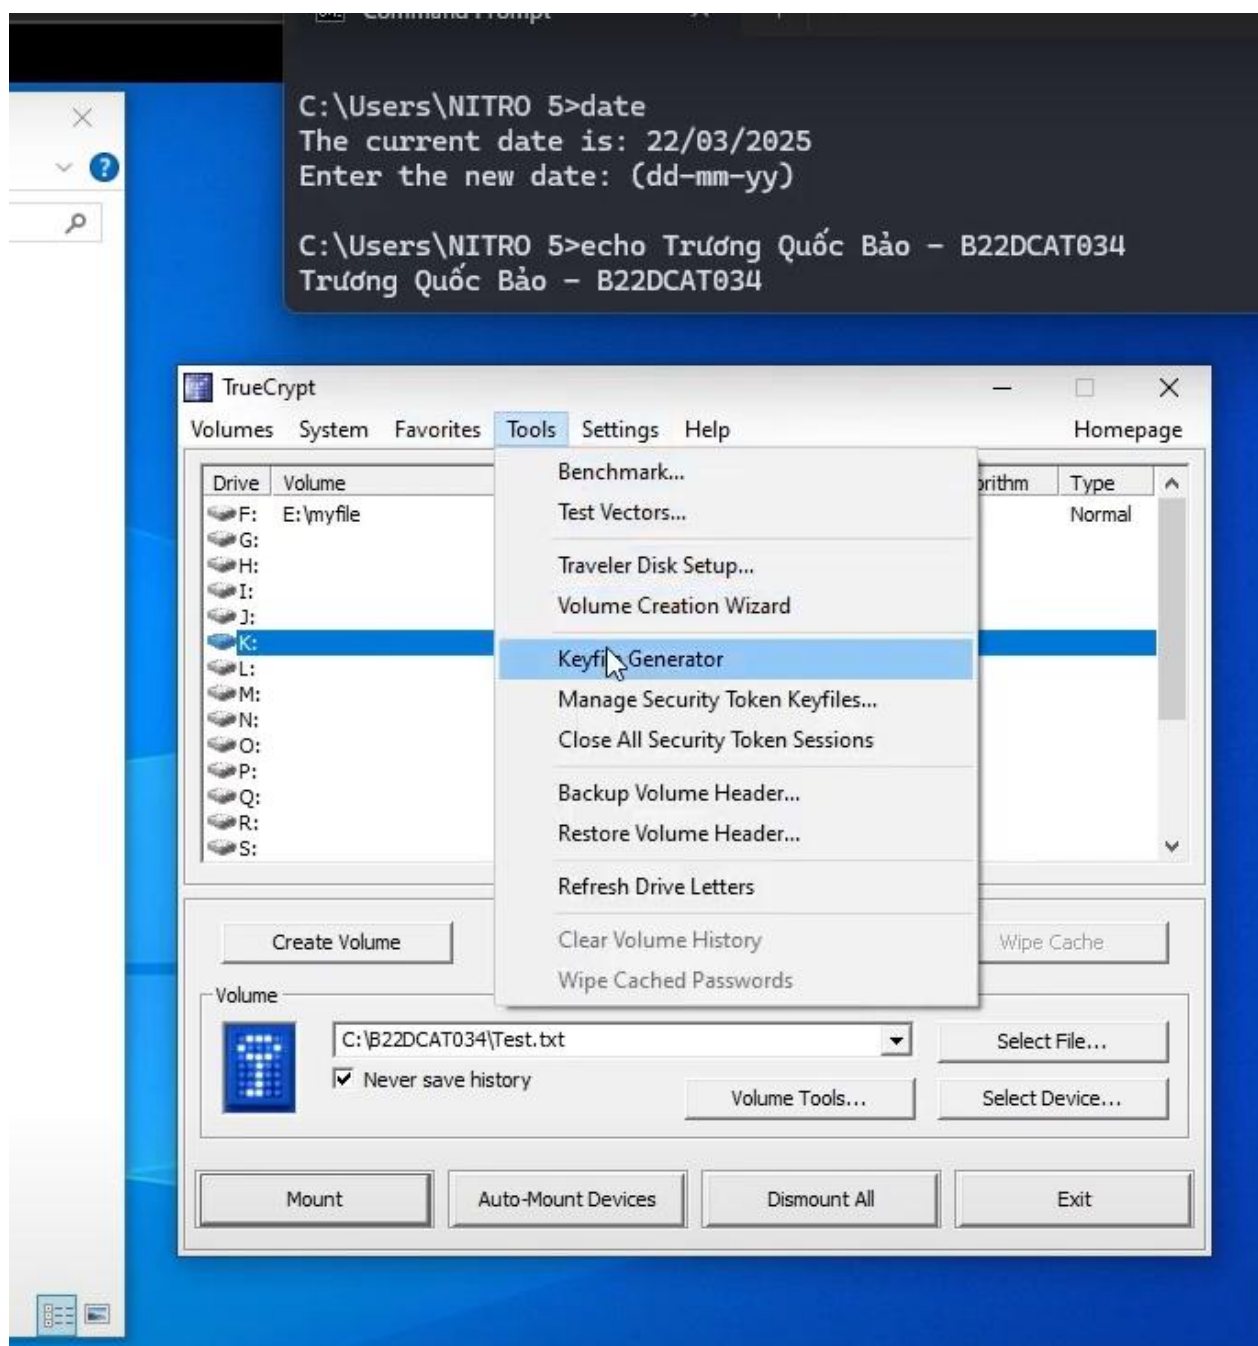 Command Prompt
C:\Users\NITRO 5>date
The current date is: 22/03/2025
Enter the new date: (dd-mm-yy)
C:\Users\NITRO 5>echo Trương Quốc Bảo - B22DCAT034
Trương Quốc Bảo - B22DCAT034
TrueCrypt
Volumes System Favorites Tools Settings Help Homepage
Drive Volume orithm Type
F: E:\myfile Normal
G:
H:
I:
J:
K:
L:
M:
N:
O:
P:
Q:
R:
S:
Benchmark...
Test Vectors...
Traveler Disk Setup...
Volume Creation Wizard
Keyfile Generator
Manage Security Token Keyfiles...
Close All Security Token Sessions
Backup Volume Header...
Restore Volume Header...
Refresh Drive Letters
Clear Volume History
Wipe Cached Passwords
Create Volume Wipe Cache
Volume
C:\B22DCAT034\Test.txt Select File...
Never save history
Volume Tools... Select Device...
Mount Auto-Mount Devices Dismount All Exit